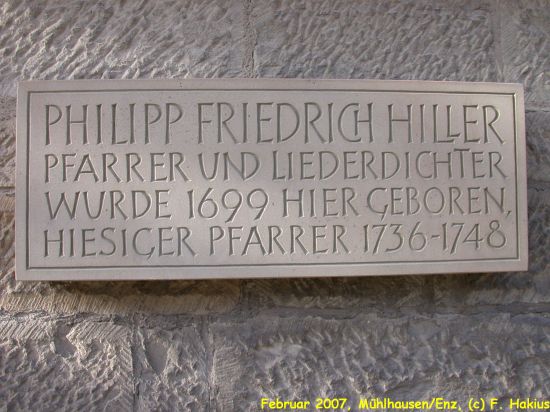 PHILIPP FRIEDRICH HILLER
PFARRER UND LIEDERDICHTER
WURDE 1699 HIER GEBOREN,
HIESIGER PFARRER 1736-1748
Februar 2007, Mühlhausen/Enz, (c) F. Hakius